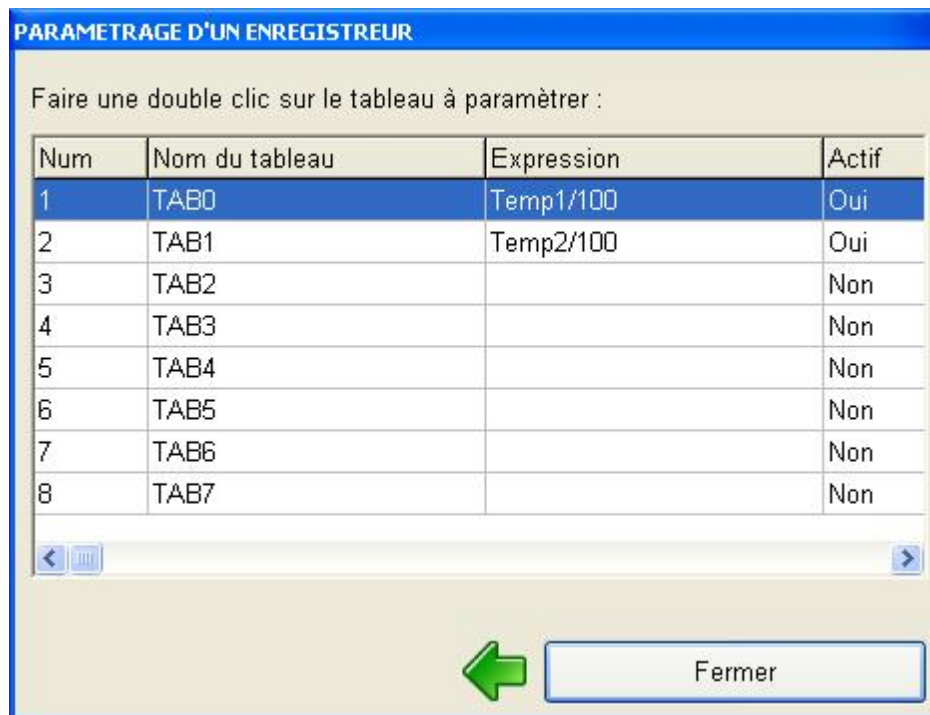 PARAMETRAGE D'UN ENREGISTREUR
Faire une double clic sur le tableau à paramètrer :
Num Nom du tableau Expression Actif
1 TAB0 Temp1/100 Oui
2 TAB1 Temp2/100 Oui
3 TAB2 Non
4 TAB3 Non
5 TAB4 Non
6 TAB5 Non
7 TAB6 Non
8 TAB7 Non
Fermer